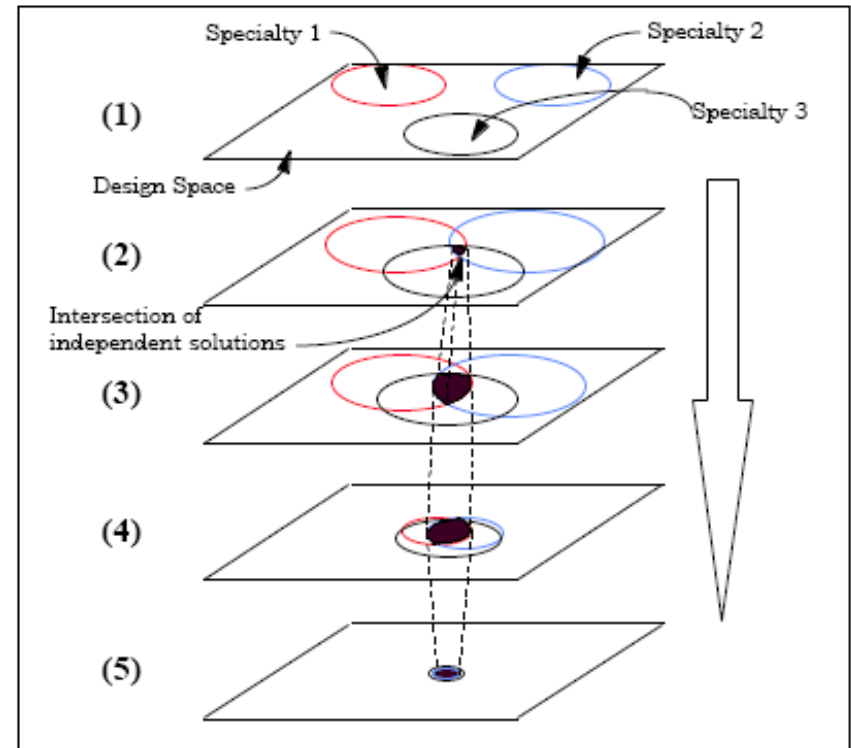 Specialty 1
Specialty 2
(1)
Specialty 3
Design Space
(2)
Intersection of
independent solutions
(3)
(4)
(5)